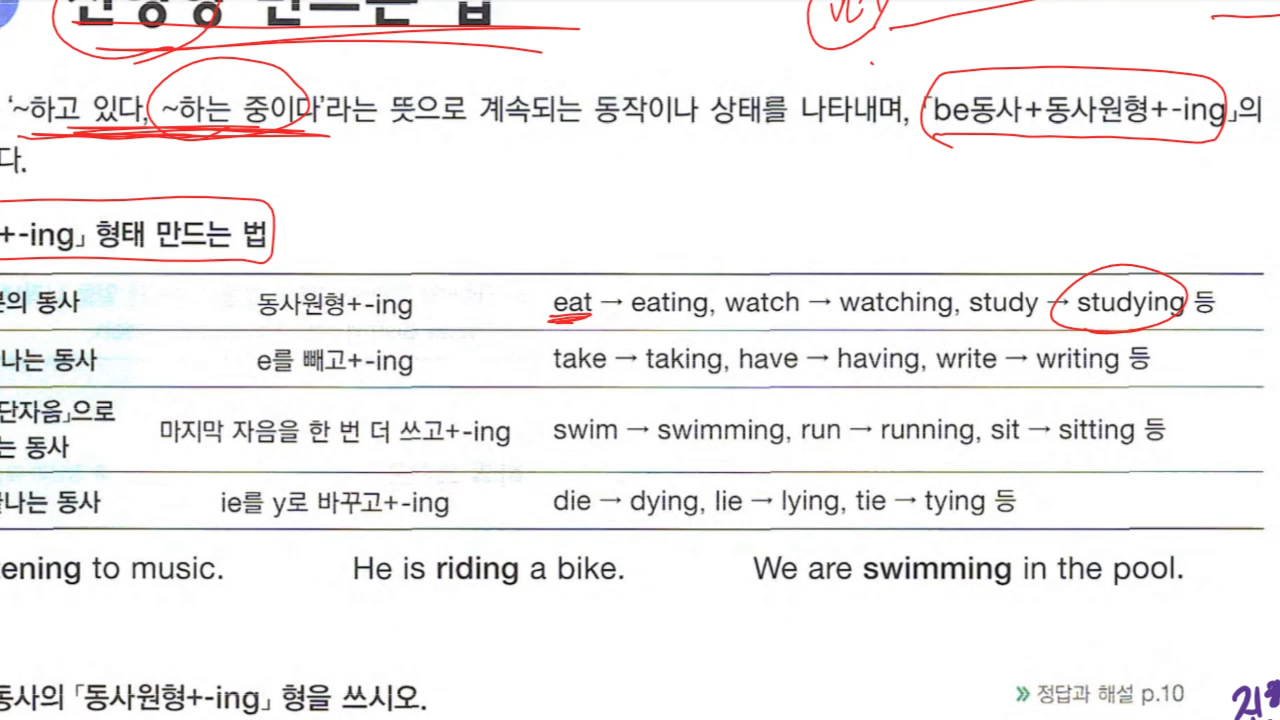 만드는 법
'~하고 있다, ~하는 중이다'라는 뜻으로 계속되는 동작이나 상태를 나타내며, 「be동사+동사원형+-ing」의
다.
+-ing」 형태 만드는 법
의 동사 동사원형+-ing eat → eating, watch → watching, study → studying 등
나는 동사 e를 빼고+-ing take → taking, have → having, write → writing 등
단자음」으로
는 동사 마지막 자음을 한 번 더 쓰고+-ing swim → swimming, run → running, sit → sitting 등
나는 동사 ie를 y로 바꾸고+-ing die → dying, lie → lying, tie → tying 등
ening to music. He is riding a bike. We are swimming in the pool.
동사의 「동사원형+-ing」 형을 쓰시오.
» 정답과 해설 p.10